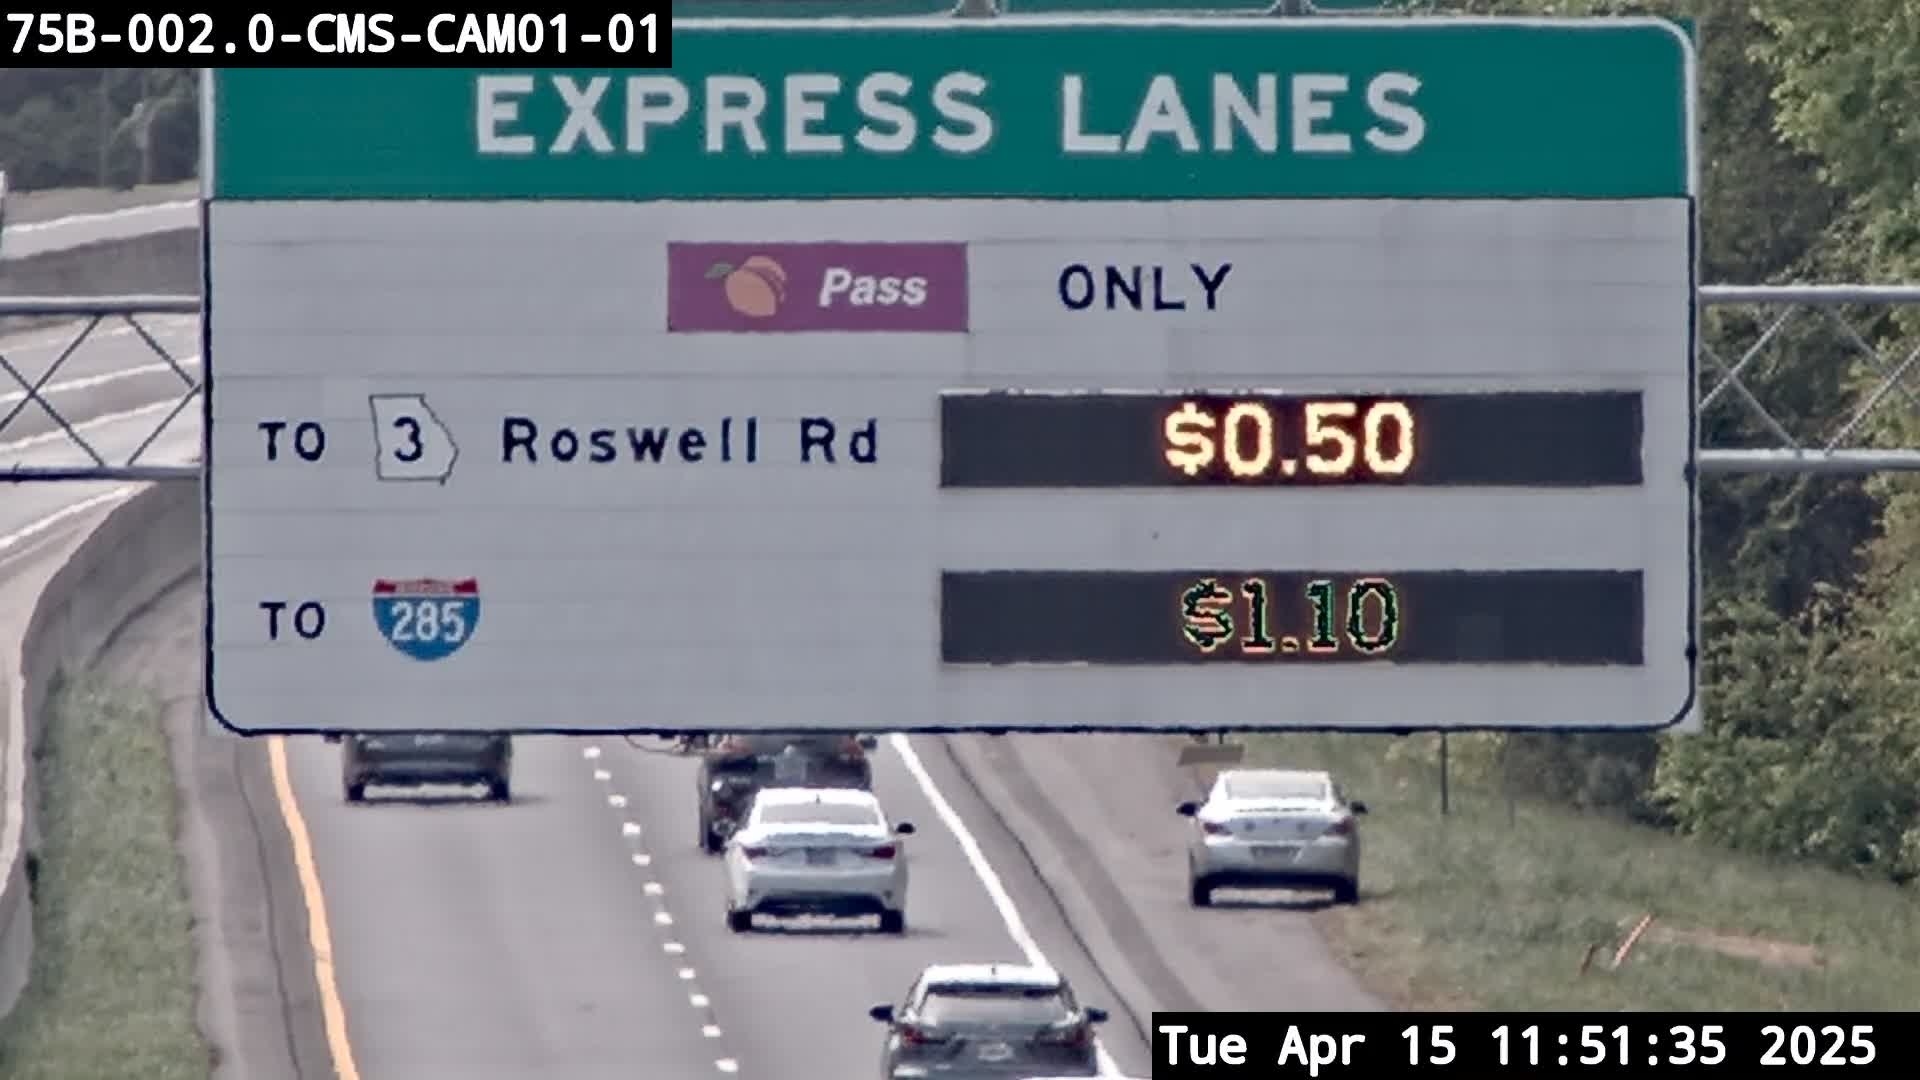 75B-002.0-CMS-CAM01-01
EXPRESS LANES
Pass ONLY
TO 3 Roswell Rd $0.50
TO 285 $1.10
Tue Apr 15 11:51:35 2025